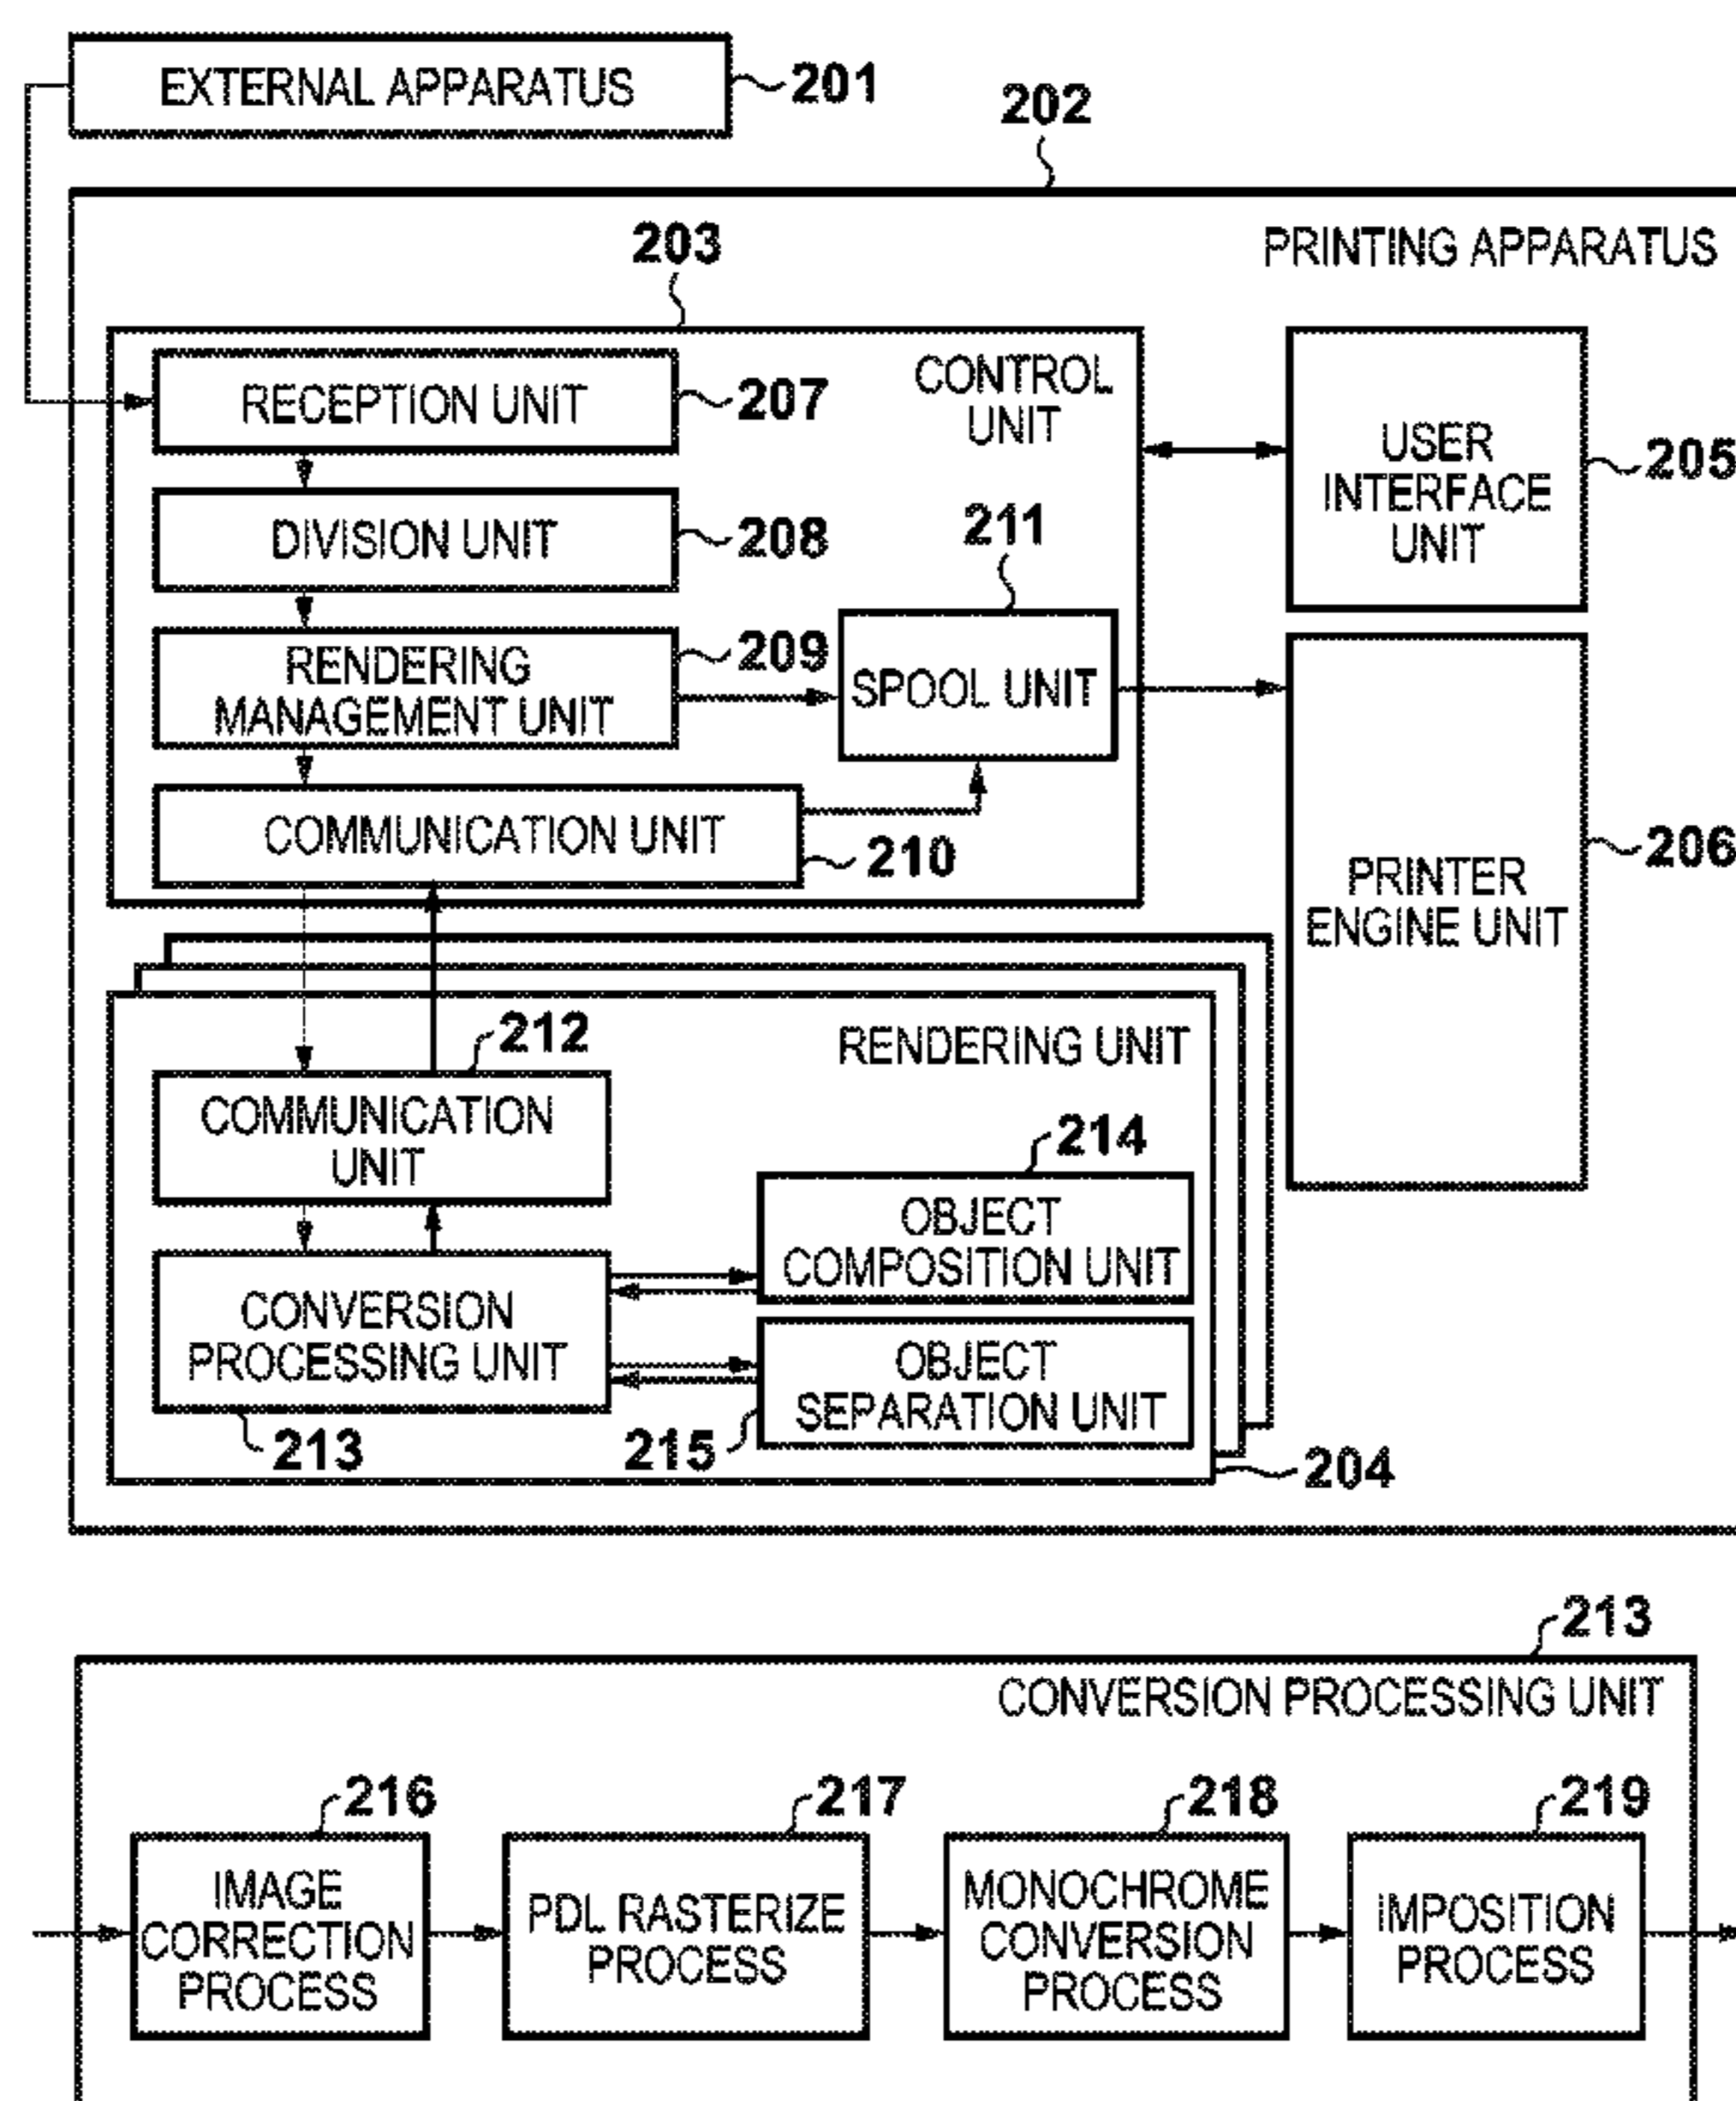 EXTERNAL APPARATUS
201
202
PRINTING APPARATUS
203
CONTROL
UNIT
RECEPTION UNIT
207
DIVISION UNIT
208
RENDERING
MANAGEMENT UNIT
209
211
SPOOL UNIT
COMMUNICATION UNIT
210
USER
INTERFACE
UNIT
205
PRINTER
ENGINE UNIT
206
RENDERING UNIT
212
COMMUNICATION
UNIT
214
OBJECT
COMPOSITION UNIT
CONVERSION
PROCESSING UNIT
213
OBJECT
SEPARATION UNIT
215
204
213
CONVERSION PROCESSING UNIT
216
IMAGE
CORRECTION
PROCESS
217
PDL RASTERIZE
PROCESS
218
MONOCHROME
CONVERSION
PROCESS
219
IMPOSITION
PROCESS